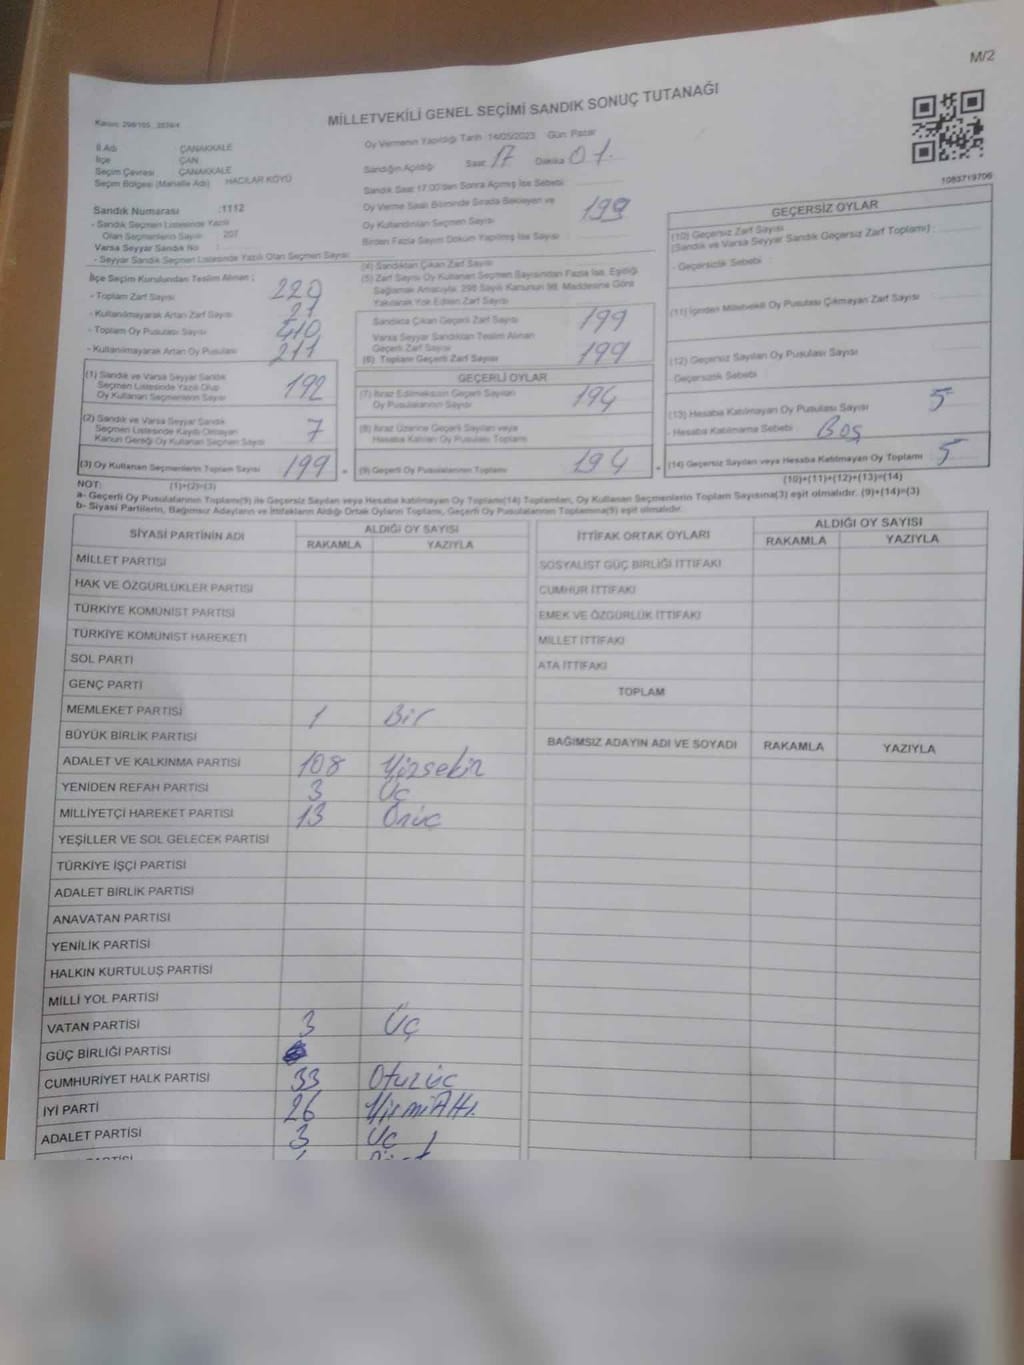 M/2
MİLLETVEKİLİ GENEL SEÇİMİ SANDIK SONUÇ TUTANAĞI
İl Adı : ÇANAKKALE
İlçe : ÇAN
Seçim Çevresi : ÇANAKKALE
Seçim Bölgesi (Mahalle Adı) : HACILAR KÖYÜ
Sandık Numarası :1112
- Sandık Seçmen Listesinde Yazılı
Olan Seçmenlerin Sayısı : 207
Varsa Seyyar Sandık No :
- Seyyar Sandık Seçmen Listesinde Yazılı Olan Seçmen Sayısı
Oy Vermenin Yapıldığı Tarih :14/05/2023 Gün: Pazar
Sandığın Açıldığı Saat 17 Dakika 01.
Sandık Saat 17:00'den Sonra Açılmış İse Sebebi
Oy Verme Saati Bitiminde Sırada Bekleyen ve
Oy Kullandırılan Seçmen Sayısı 199
Birden Fazla Sayım Döküm Yapılmış İse Sayısı :
1083719706
İlçe Seçim Kurulundan Teslim Alınan ;
- Toplam Zarf Sayısı 220
- Kullanılmayarak Artan Zarf Sayısı 21
- Toplam Oy Pusulası Sayısı 410
- Kullanılmayarak Artan Oy Pusulası 211
(1) Sandık ve Varsa Seyyar Sandık
Seçmen Listesinde Yazılı Olup
Oy Kullanan Seçmenlerin Sayısı 192
(2) Sandık ve Varsa Seyyar Sandık
Seçmen Listesinde Kaydı Olmayan
Kanun Gereği Oy Kullanan Seçmen Sayısı 7
(3) Oy Kullanan Seçmenlerin Toplam Sayısı 199 =
(1)+(2)=(3)
(4) Sandıktan Çıkan Zarf Sayısı
(5) Zarf Sayısı Oy Kullanan Seçmen Sayısından Fazla İse, Eşitliği
Sağlamak Amacıyla; 298 Sayılı Kanunun 98. Maddesine Göre
Yakılarak Yok Edilen Zarf Sayısı
Sandıkta Çıkan Geçerli Zarf Sayısı 199
Varsa Seyyar Sandıktan Teslim Alınan
Geçerli Zarf Sayısı
(6) Toplam Geçerli Zarf Sayısı 199
GEÇERLİ OYLAR
(7) İtiraz Edilmeksizin Geçerli Sayılan
Oy Pusulalarının Sayısı 194
(8) İtiraz Üzerine Geçerli Sayılan veya
Hesaba Katılan Oy Pusulası Toplamı
(9) Geçerli Oy Pusulalarının Toplamı 194 +
GEÇERSİZ OYLAR
(10) Geçersiz Zarf Sayısı
(Sandık ve Varsa Seyyar Sandık Geçersiz Zarf Toplamı) :
- Geçersizlik Sebebi :
(11) İçinden Milletvekili Oy Pusulası Çıkmayan Zarf Sayısı
(12) Geçersiz Sayılan Oy Pusulası Sayısı
- Geçersizlik Sebebi :
(13) Hesaba Katılmayan Oy Pusulası Sayısı 5
- Hesaba Katılmama Sebebi : Boş
(14) Geçersiz Sayılan veya Hesaba Katılmayan Oy Toplamı 5
(10)+(11)+(12)+(13)=(14)
NOT:
a- Geçerli Oy Pusulalarının Toplamı(9) ile Geçersiz Sayılan veya Hesaba katılmayan Oy Toplamı(14) Toplamları, Oy Kullanan Seçmenlerin Toplam Sayısına(3) eşit olmalıdır. (9)+(14)=(3)
b- Siyasi Partilerin, Bağımsız Adayların ve İttifakların Aldığı Ortak Oyların Toplamı, Geçerli Oy Pusulalarının Toplamına(9) eşit olmalıdır.
SİYASİ PARTİNİN ADI ALDIĞI OY SAYISI
RAKAMLA YAZIYLA
MİLLET PARTİSİ
HAK VE ÖZGÜRLÜKLER PARTİSİ
TÜRKİYE KOMÜNİST PARTİSİ
TÜRKİYE KOMÜNİST HAREKETİ
SOL PARTİ
GENÇ PARTİ
MEMLEKET PARTİSİ 1 Bir
BÜYÜK BİRLİK PARTİSİ
ADALET VE KALKINMA PARTİSİ 108 Yüzsekiz
YENİDEN REFAH PARTİSİ 3 Üç
MİLLİYETÇİ HAREKET PARTİSİ 13 Onüç
YEŞİLLER VE SOL GELECEK PARTİSİ
TÜRKİYE İŞÇİ PARTİSİ
ADALET BİRLİK PARTİSİ
ANAVATAN PARTİSİ
YENİLİK PARTİSİ
HALKIN KURTULUŞ PARTİSİ
MİLLİ YOL PARTİSİ
VATAN PARTİSİ 3 Üç
GÜÇ BİRLİĞİ PARTİSİ
CUMHURİYET HALK PARTİSİ 33 Otuzüç
İYİ PARTİ 26 YirmiAltı
ADALET PARTİSİ 3 Üç
İTTİFAK ORTAK OYLARI ALDIĞI OY SAYISI
RAKAMLA YAZIYLA
SOSYALİST GÜÇ BİRLİĞİ İTTİFAKI
CUMHUR İTTİFAKI
EMEK VE ÖZGÜRLÜK İTTİFAKI
MİLLET İTTİFAKI
ATA İTTİFAKI
TOPLAM
BAĞIMSIZ ADAYIN ADI VE SOYADI RAKAMLA YAZIYLA